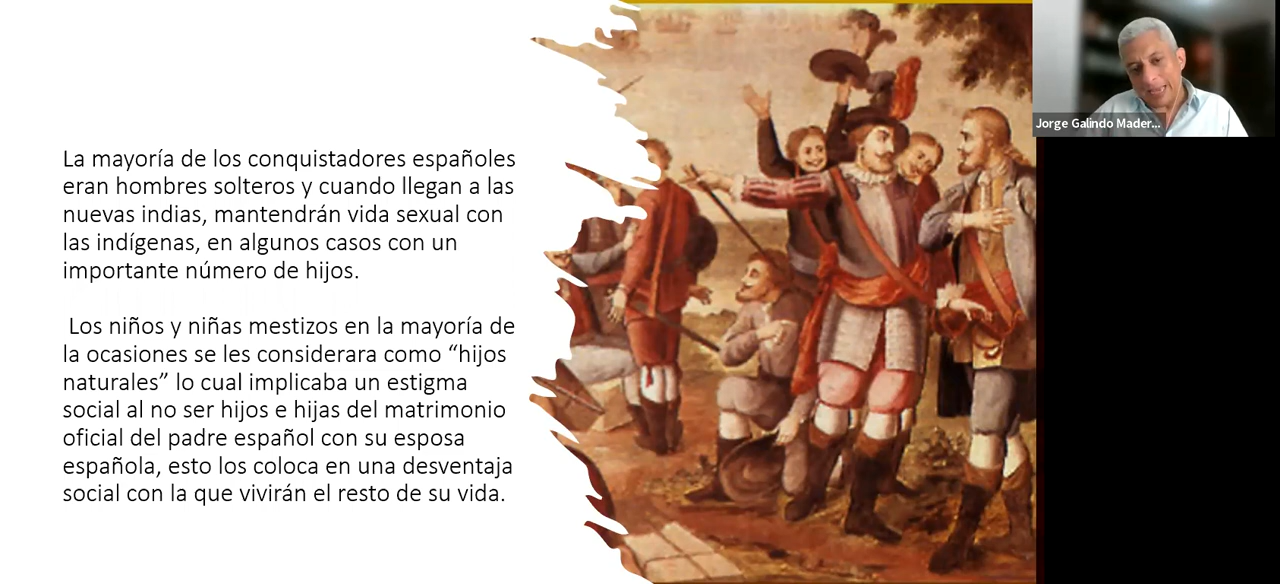 La mayoría de los conquistadores españoles
eran hombres solteros y cuando llegan a las
nuevas indias, mantendrán vida sexual con
las indígenas, en algunos casos con un
importante número de hijos.
Los niños y niñas mestizos en la mayoría de
la ocasiones se les considerara como “hijos
naturales” lo cual implicaba un estigma
social al no ser hijos e hijas del matrimonio
oficial del padre español con su esposa
española, esto los coloca en una desventaja
social con la que vivirán el resto de su vida.
Jorge Galindo Mader...